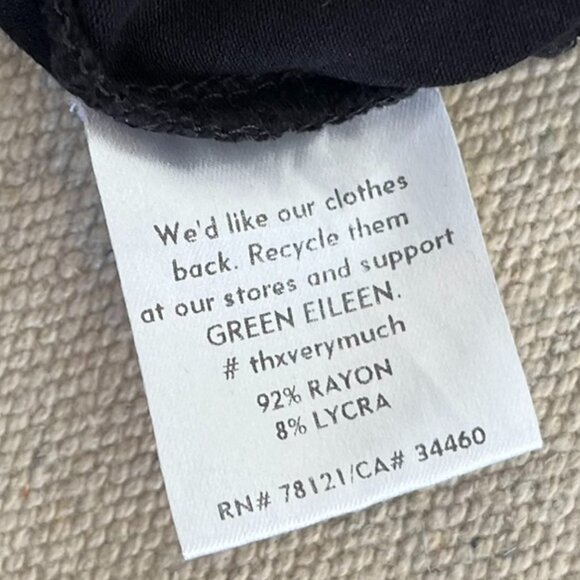 We'd like our clothes
back. Recycle them
at our stores and support
GREEN EILEEN.
# thxverymuch
92% RAYON
8% LYCRA
RN# 78121/CA# 34460